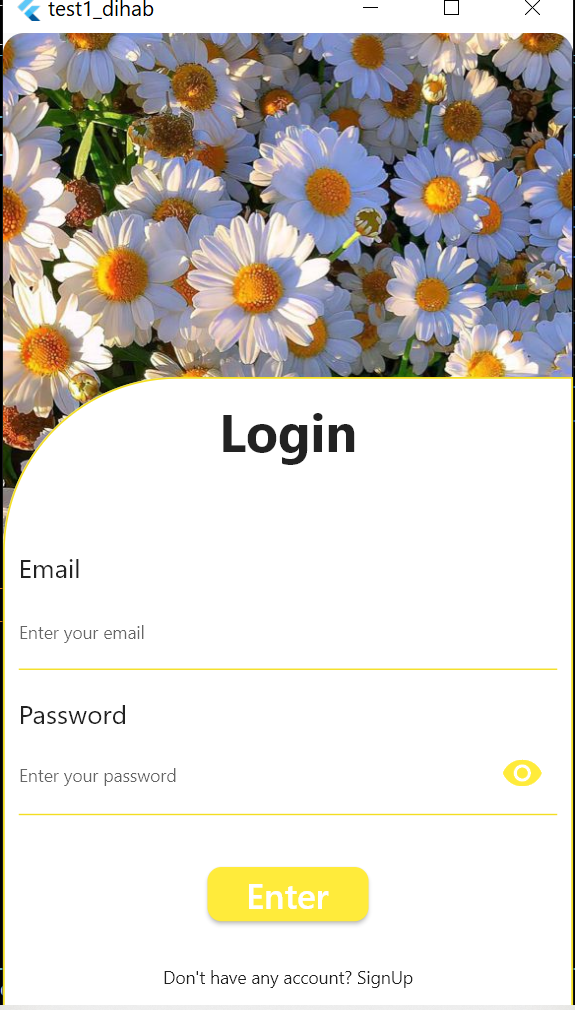 test1_dihab
Login
Email
Enter your email
Password
Enter your password
Enter
Don't have any account? SignUp